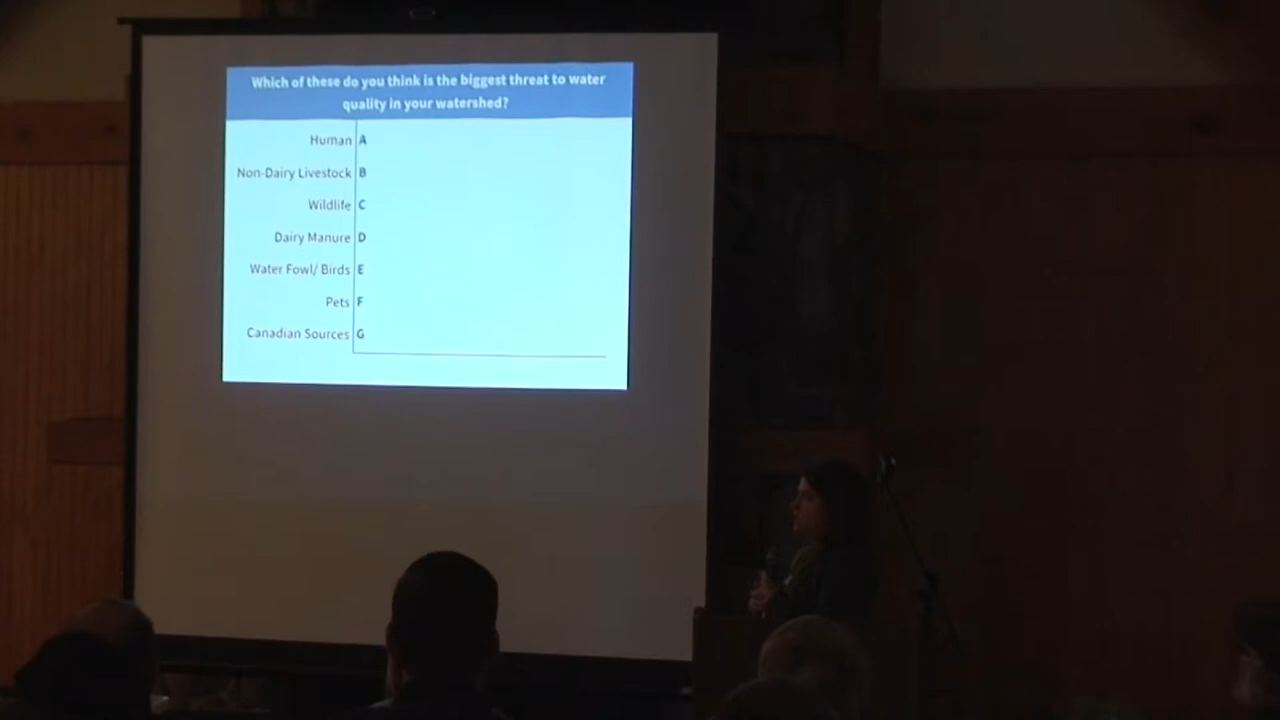 Which of these do you think is the biggest threat to water
quality in your watershed?
Human A
Non-Dairy Livestock B
Wildlife C
Dairy Manure D
Water Fowl/ Birds E
Pets F
Canadian Sources G